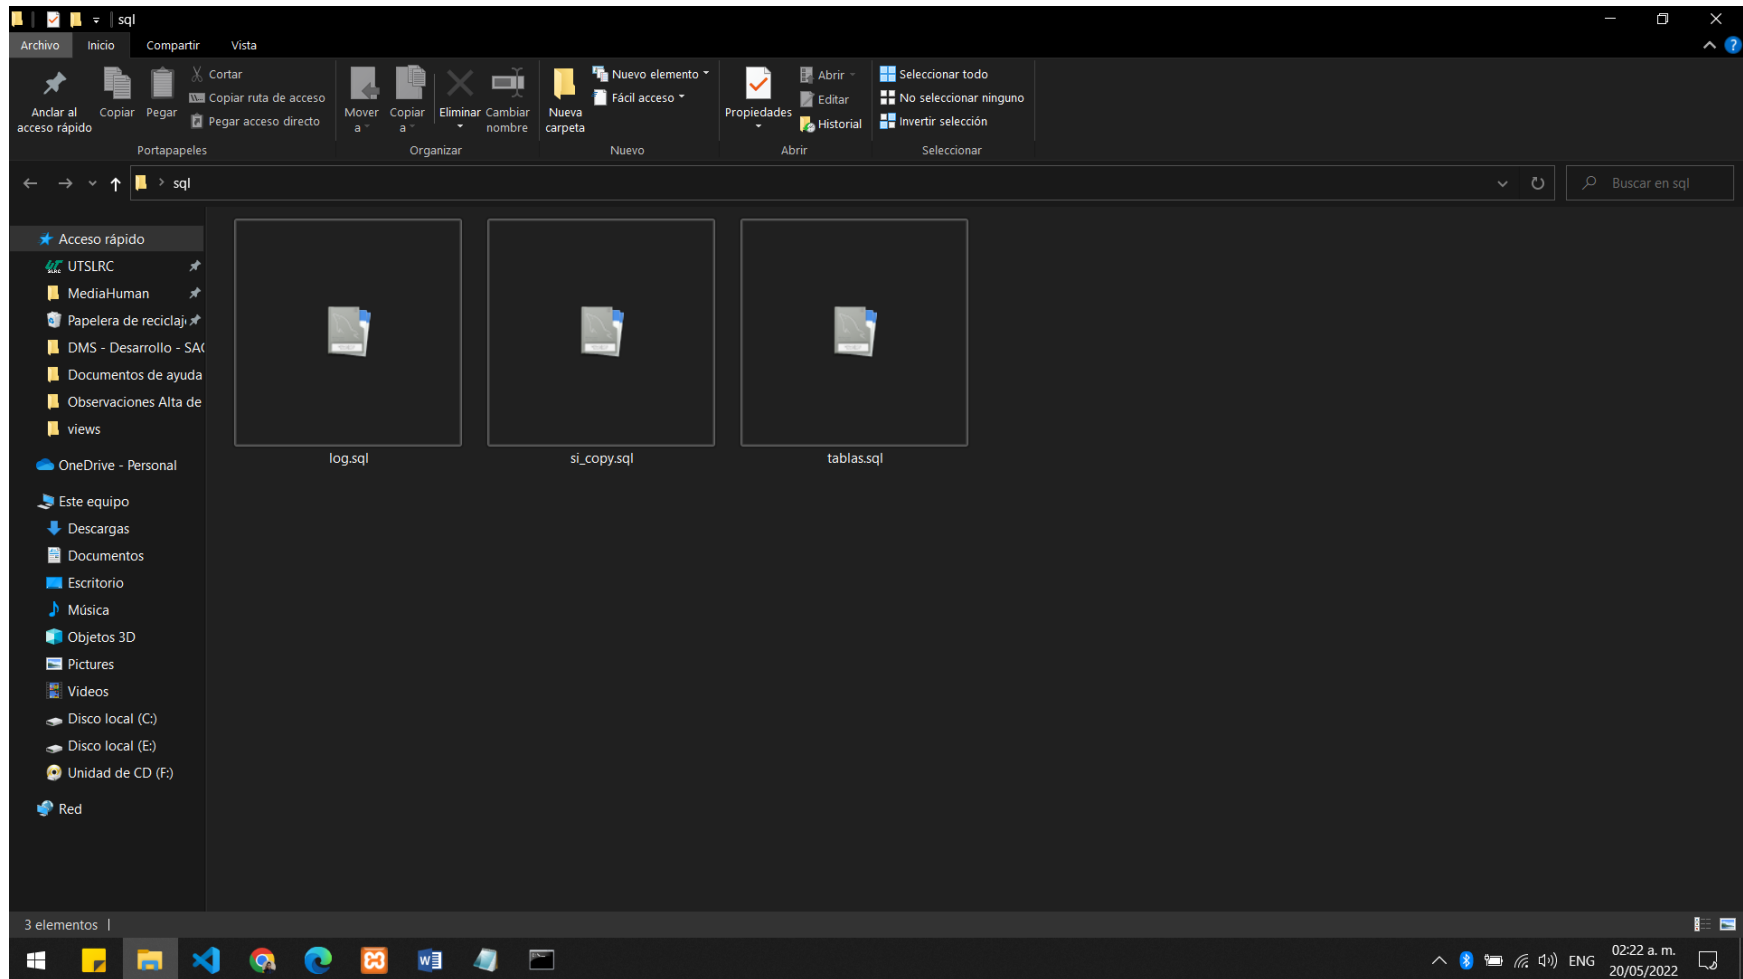 sql
Archivo Inicio Compartir Vista
Anclar al acceso rápido
Copiar
Pegar
Cortar
Copiar ruta de acceso
Pegar acceso directo
Portapapeles
Mover a
Copiar a
Eliminar
Cambiar nombre
Organizar
Nueva carpeta
Nuevo elemento
Fácil acceso
Nuevo
Propiedades
Abrir
Editar
Historial
Abrir
Seleccionar todo
No seleccionar ninguno
Invertir selección
Seleccionar
sql
Buscar en sql
Acceso rápido
UTSLRC
MediaHuman
Papelera de reciclaj
DMS - Desarrollo - SA
Documentos de ayuda
Observaciones Alta de
views
OneDrive - Personal
Este equipo
Descargas
Documentos
Escritorio
Música
Objetos 3D
Pictures
Videos
Disco local (C:)
Disco local (E:)
Unidad de CD (F:)
Red
log.sql
si_copy.sql
tablas.sql
3 elementos
ENG
02:22 a. m.
20/05/2022